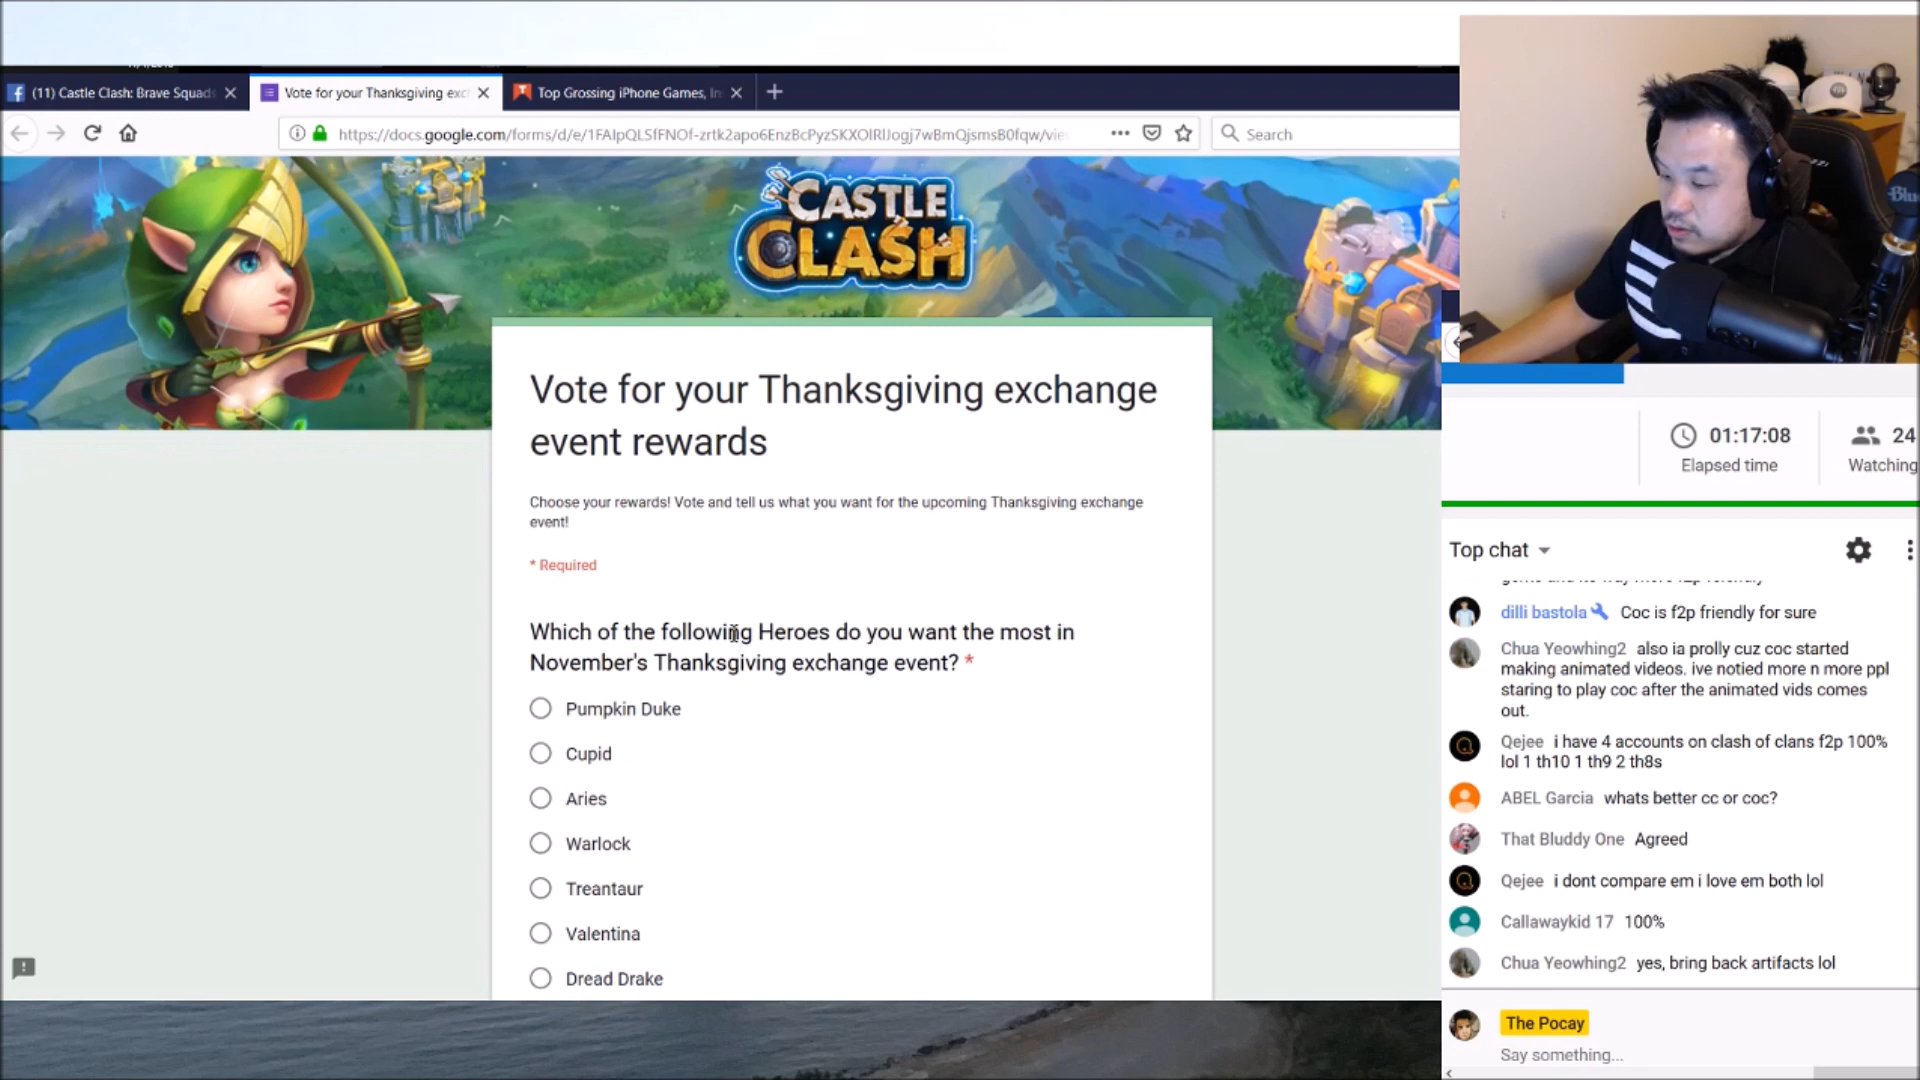 (11) Castle Clash: Brave Squads
Vote for your Thanksgiving exc
Top Grossing iPhone Games, In
https://docs.google.com/forms/d/e/1FAIpQLSfFNOf-zrtk2apo6EnzBcPyzSKXOIRIJogj7wBmQjsmsB0fqw/vie
Search
CASTLE
CLASH
Vote for your Thanksgiving exchange
event rewards
Choose your rewards! Vote and tell us what you want for the upcoming Thanksgiving exchange
event!
* Required
Which of the following Heroes do you want the most in
November's Thanksgiving exchange event? *
Pumpkin Duke
Cupid
Aries
Warlock
Treantaur
Valentina
Dread Drake
Blue
01:17:08
Elapsed time
24
Watching
Top chat
dilli bastola Coc is f2p friendly for sure
Chua Yeowhing2 also ia prolly cuz coc started
making animated videos. ive notied more n more ppl
staring to play coc after the animated vids comes
out.
Qejee i have 4 accounts on clash of clans f2p 100%
lol 1 th10 1 th9 2 th8s
ABEL Garcia whats better cc or coc?
That Bluddy One Agreed
Qejee i dont compare em i love em both lol
Callawaykid 17 100%
Chua Yeowhing2 yes, bring back artifacts lol
The Pocay
Say something...